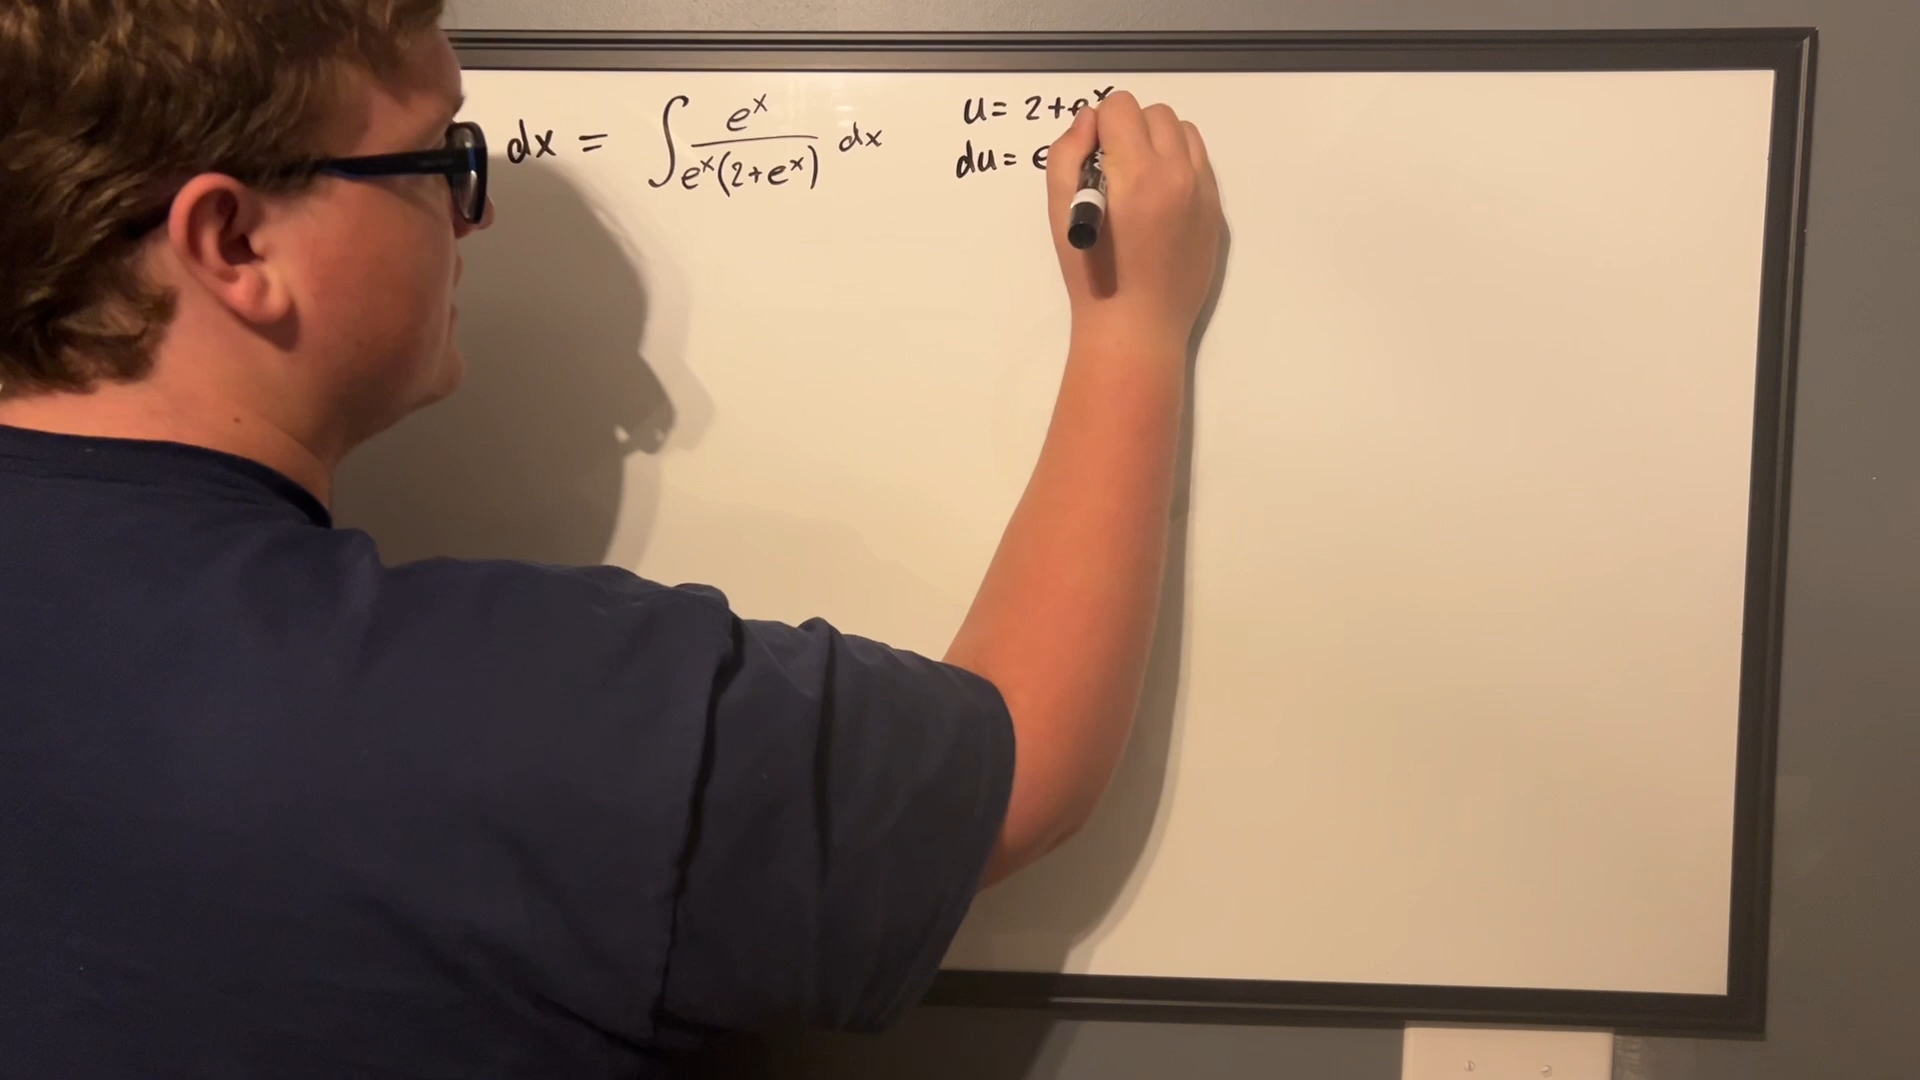 dx = ∫ e^x / e^x(2+e^x) dx
u = 2+e^x
du = e